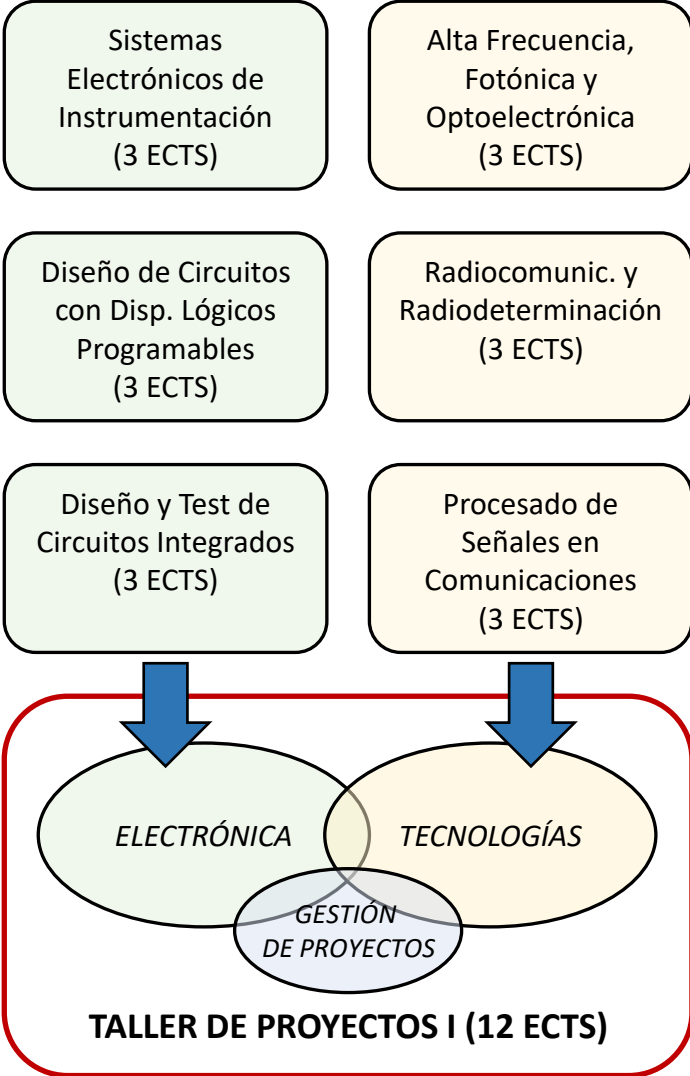 Sistemas
Electrónicos de
Instrumentación
(3 ECTS)
Alta Frecuencia,
Fotónica y
Optoelectrónica
(3 ECTS)
Diseño de Circuitos
con Disp. Lógicos
Programables
(3 ECTS)
Radiocomunic. y
Radiodeterminación
(3 ECTS)
Diseño y Test de
Circuitos Integrados
(3 ECTS)
Procesado de
Señales en
Comunicaciones
(3 ECTS)
ELECTRÓNICA
TECNOLOGÍAS
GESTIÓN
DE PROYECTOS
TALLER DE PROYECTOS I (12 ECTS)